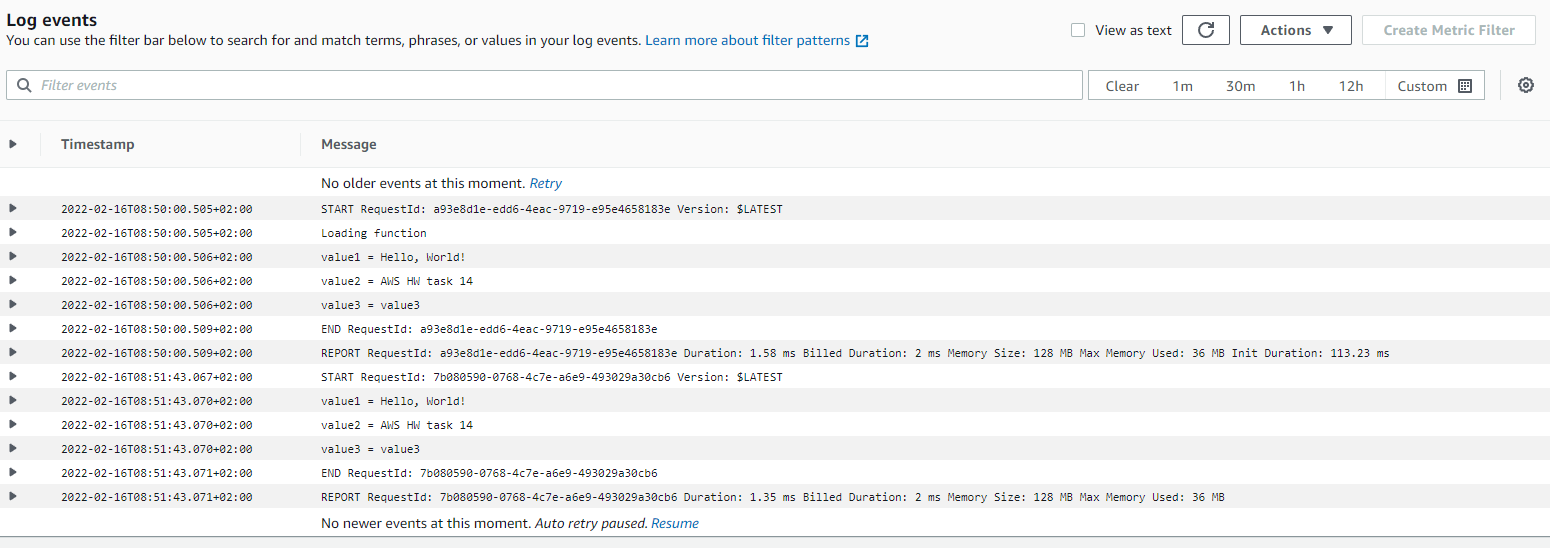 Log events
You can use the filter bar below to search for and match terms, phrases, or values in your log events. Learn more about filter patterns
View as text
Actions
Create Metric Filter
Filter events
Clear 1m 30m 1h 12h Custom
Timestamp Message
No older events at this moment. Retry
2022-02-16T08:50:00.505+02:00 START RequestId: a93e8d1e-edd6-4eac-9719-e95e4658183e Version: $LATEST
2022-02-16T08:50:00.505+02:00 Loading function
2022-02-16T08:50:00.506+02:00 value1 = Hello, World!
2022-02-16T08:50:00.506+02:00 value2 = AWS HW task 14
2022-02-16T08:50:00.506+02:00 value3 = value3
2022-02-16T08:50:00.509+02:00 END RequestId: a93e8d1e-edd6-4eac-9719-e95e4658183e
2022-02-16T08:50:00.509+02:00 REPORT RequestId: a93e8d1e-edd6-4eac-9719-e95e4658183e Duration: 1.58 ms Billed Duration: 2 ms Memory Size: 128 MB Max Memory Used: 36 MB Init Duration: 113.23 ms
2022-02-16T08:51:43.067+02:00 START RequestId: 7b080590-0768-4c7e-a6e9-493029a30cb6 Version: $LATEST
2022-02-16T08:51:43.070+02:00 value1 = Hello, World!
2022-02-16T08:51:43.070+02:00 value2 = AWS HW task 14
2022-02-16T08:51:43.070+02:00 value3 = value3
2022-02-16T08:51:43.071+02:00 END RequestId: 7b080590-0768-4c7e-a6e9-493029a30cb6
2022-02-16T08:51:43.071+02:00 REPORT RequestId: 7b080590-0768-4c7e-a6e9-493029a30cb6 Duration: 1.35 ms Billed Duration: 2 ms Memory Size: 128 MB Max Memory Used: 36 MB
No newer events at this moment. Auto retry paused. Resume